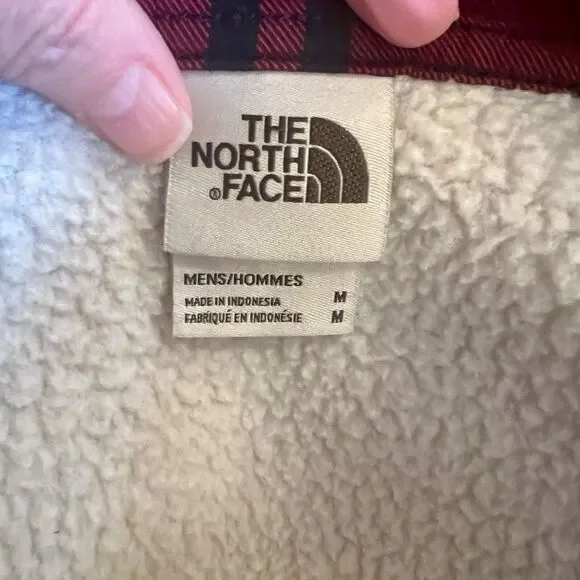 THE
NORTH
®FACE
MENS/HOMMES
MADE IN INDONESIA M
FABRIQUÉ EN INDONÉSIE M